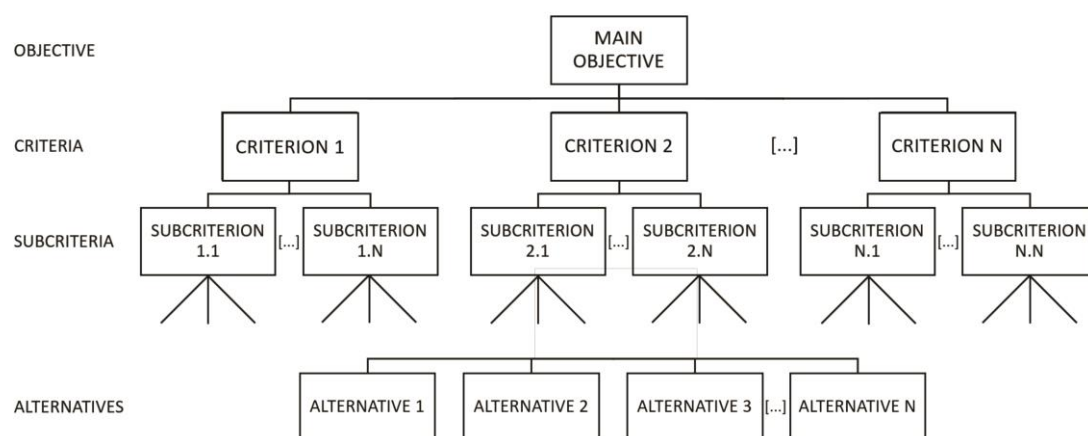 OBJECTIVE
MAIN
OBJECTIVE
CRITERIA
CRITERION 1
CRITERION 2
[...]
CRITERION N
SUBCRITERIA
SUBCRITERION
1.1
[...]
SUBCRITERION
1.N
SUBCRITERION
2.1
[...]
SUBCRITERION
2.N
SUBCRITERION
N.1
[...]
SUBCRITERION
N.N
ALTERNATIVES
ALTERNATIVE 1
ALTERNATIVE 2
ALTERNATIVE 3
[...]
ALTERNATIVE N